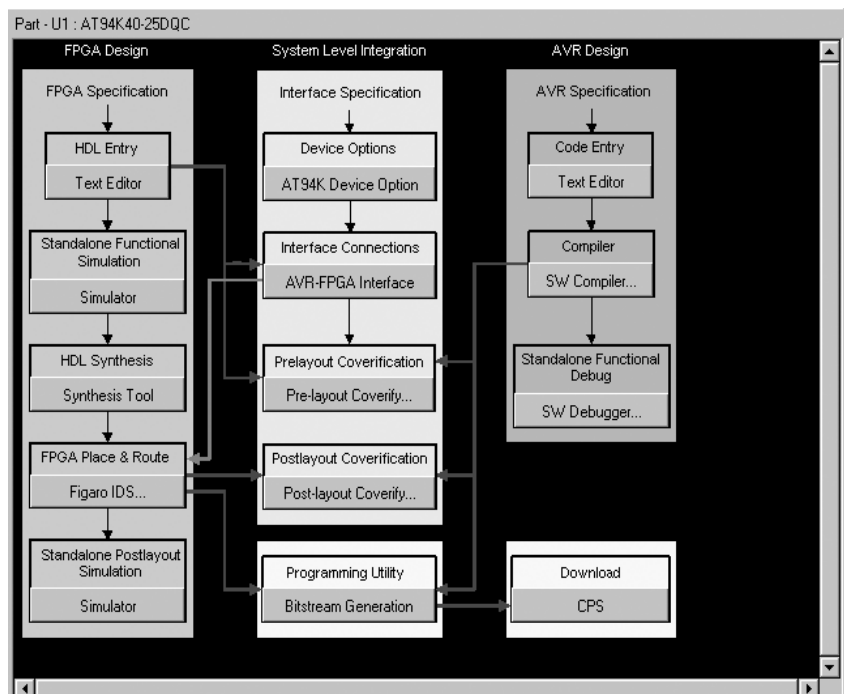 Part - U1 : AT94K40-25DQC
FPGA Design
FPGA Specification
HDL Entry
Text Editor
Standalone Functional
Simulation
Simulator
HDL Synthesis
Synthesis Tool
FPGA Place & Route
Figaro IDS...
Standalone Postlayout
Simulation
Simulator
System Level Integration
Interface Specification
Device Options
AT94K Device Option
Interface Connections
AVR-FPGA Interface
Prelayout Coverification
Pre-layout Coverify...
Postlayout Coverification
Post-layout Coverify...
Programming Utility
Bitstream Generation
AVR Design
AVR Specification
Code Entry
Text Editor
Compiler
SW Compiler...
Standalone Functional
Debug
SW Debugger...
Download
CPS